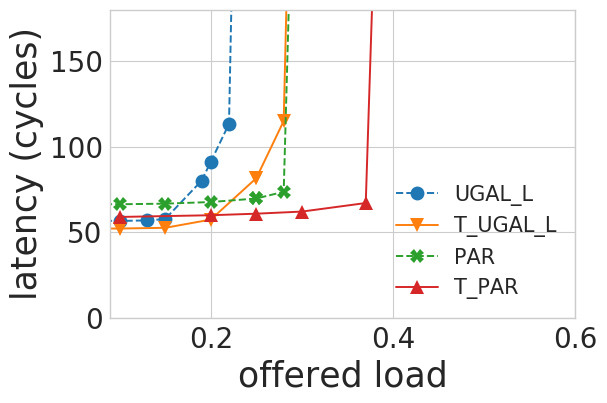 latency (cycles)
150
100
50
0
0.2
0.4
0.6
offered load
UGAL_L
T_UGAL_L
PAR
T_PAR